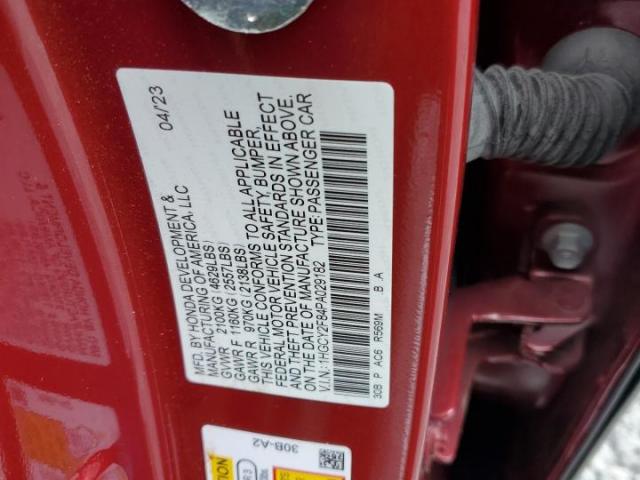 MFD. BY HONDA DEVELOPMENT & 04/23
MANUFACTURING OF AMERICA, LLC
GVWR 2100KG (4629LBS)
GAWR F 1160KG (2557LBS)
GAWR R 970KG (2138LBS)
THIS VEHICLE CONFORMS TO ALL APPLICABLE
FEDERAL MOTOR VEHICLE SAFETY, BUMPER,
AND THEFT PREVENTION STANDARDS IN EFFECT
ON THE DATE OF MANUFACTURE SHOWN ABOVE.
V.I.N.: 1HGCY2F84PA029182 TYPE: PASSENGER CAR
30B P AC6 R569M B A
30B-A2